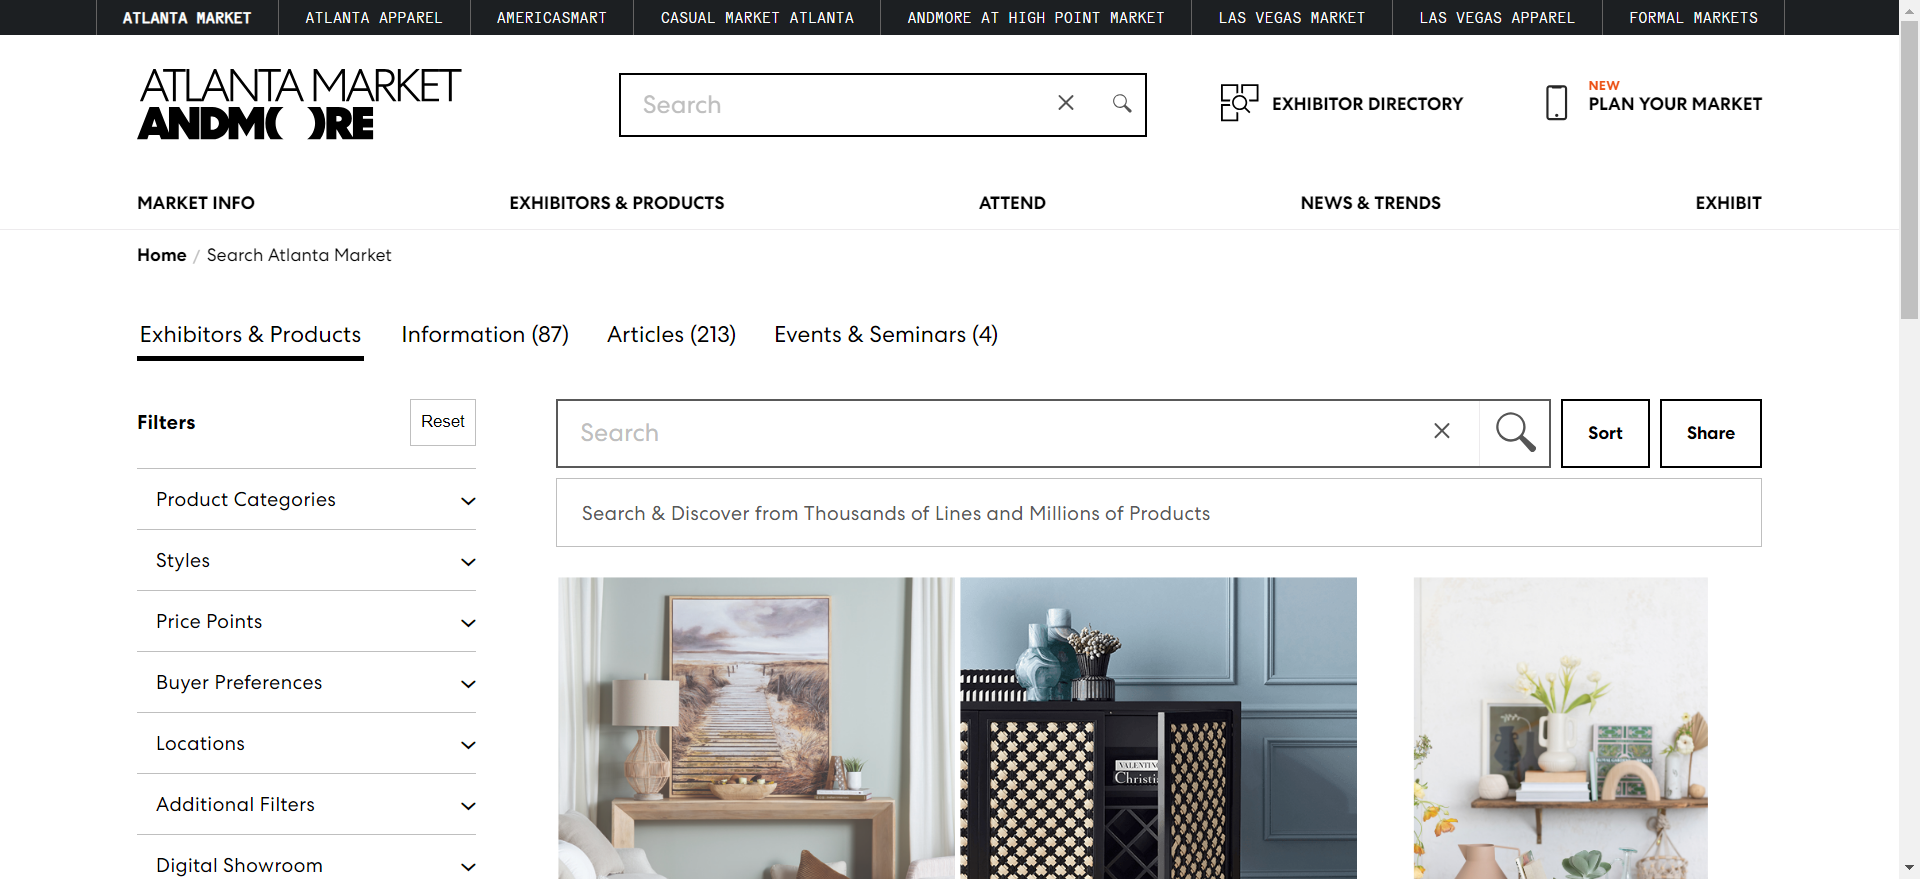 ATLANTA MARKET
ATLANTA APPAREL
AMERICASMART
CASUAL MARKET ATLANTA
ANDMORE AT HIGH POINT MARKET
LAS VEGAS MARKET
LAS VEGAS APPAREL
FORMAL MARKETS
ATLANTA MARKET
ANDMORE
Search
EXHIBITOR DIRECTORY
NEW
PLAN YOUR MARKET
MARKET INFO
EXHIBITORS & PRODUCTS
ATTEND
NEWS & TRENDS
EXHIBIT
Home / Search Atlanta Market
Exhibitors & Products
Information (87)
Articles (213)
Events & Seminars (4)
Filters
Reset
Search
Sort
Share
Product Categories
Search & Discover from Thousands of Lines and Millions of Products
Styles
Price Points
Buyer Preferences
Locations
Additional Filters
Digital Showroom